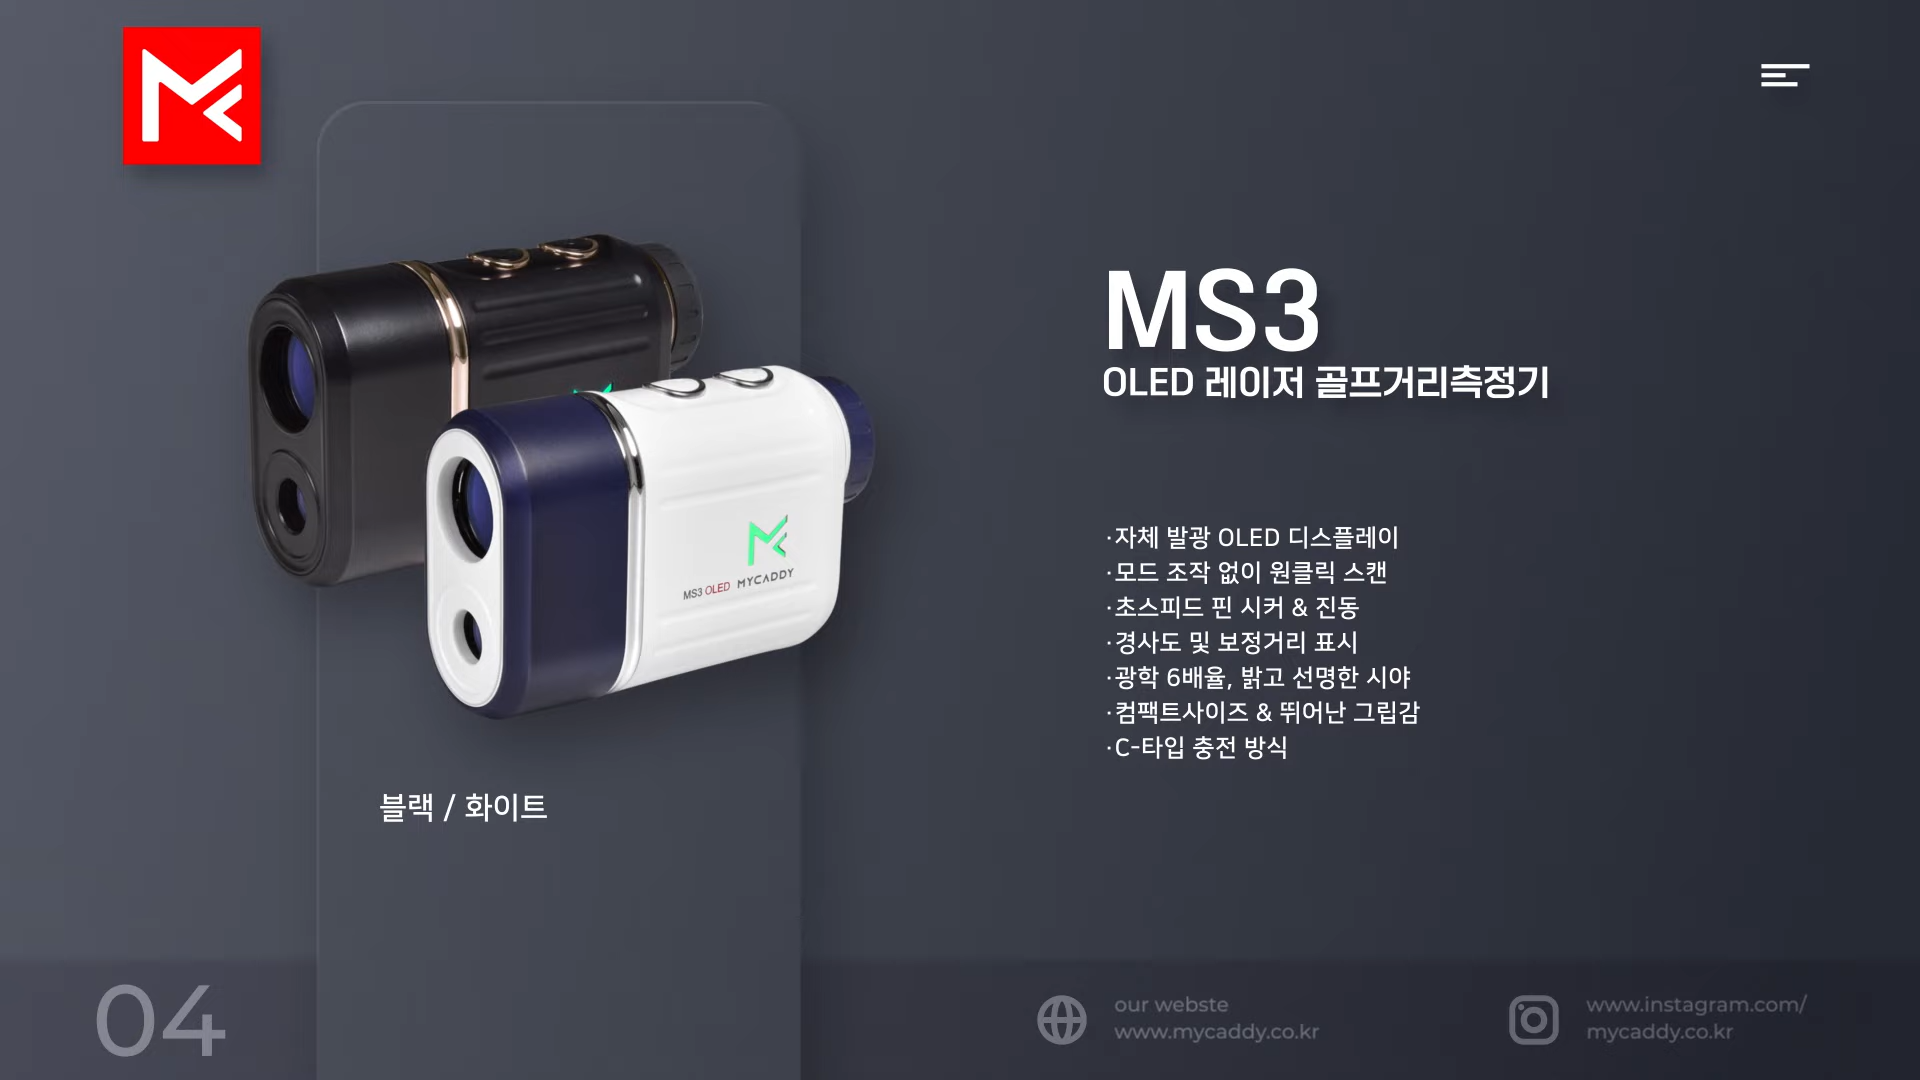 MS3
OLED 레이저 골프거리측정기
·자체 발광 OLED 디스플레이
·모드 조작 없이 원클릭 스캔
·초스피드 핀 시커 & 진동
·경사도 및 보정거리 표시
·광학 6배율, 밝고 선명한 시야
·컴팩트사이즈 & 뛰어난 그립감
·C-타입 충전 방식
MS3 OLED MYCADDY
블랙 / 화이트
04
our webste
www.mycaddy.co.kr
www.instagram.com/
mycaddy.co.kr